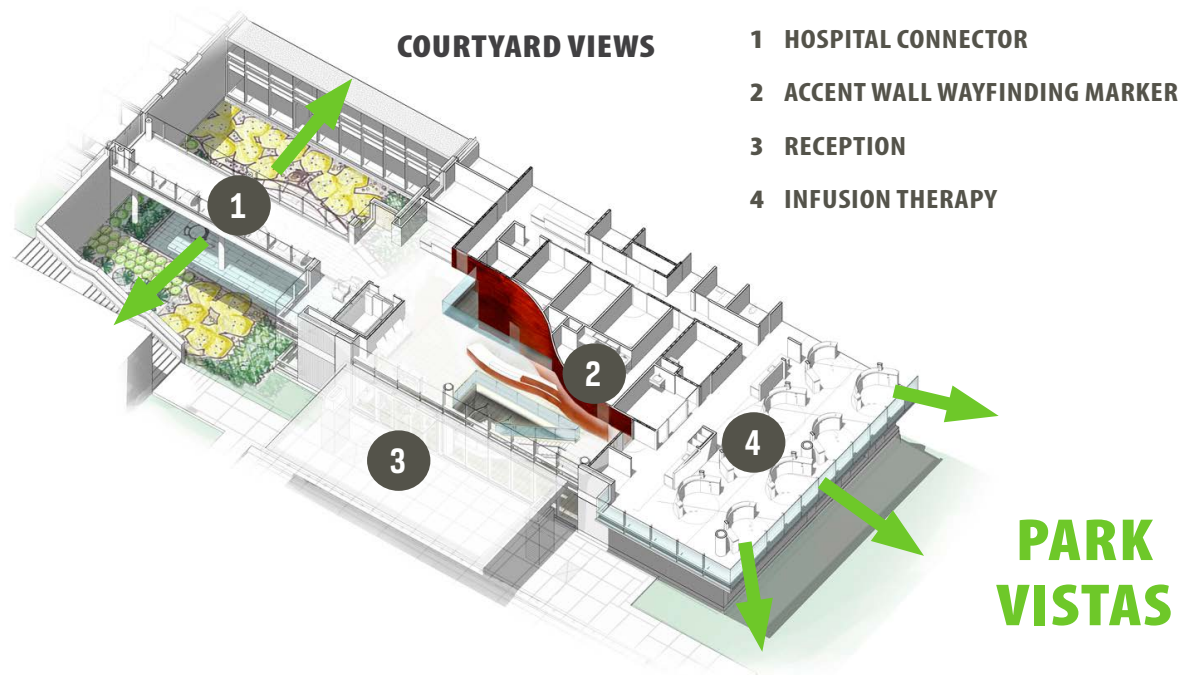 COURTYARD VIEWS
1 HOSPITAL CONNECTOR
2 ACCENT WALL WAYFINDING MARKER
3 RECEPTION
4 INFUSION THERAPY
1
2
3
4
PARK
VISTAS